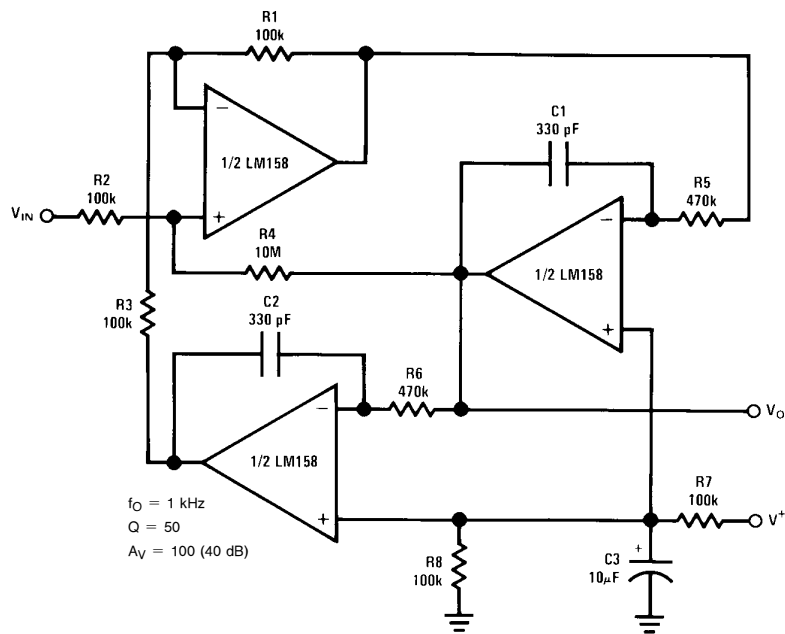 R1
100k
C1
330 pF
1/2 LM158
R2
100k
R5
470k
VIN
R4
10M
1/2 LM158
C2
330 pF
R3
100k
R6
470k
VO
1/2 LM158
R7
100k
V+
fO = 1 kHz
Q = 50
AV = 100 (40 dB)
R8
100k
C3
10μF
+
−
+
−
+
−
+